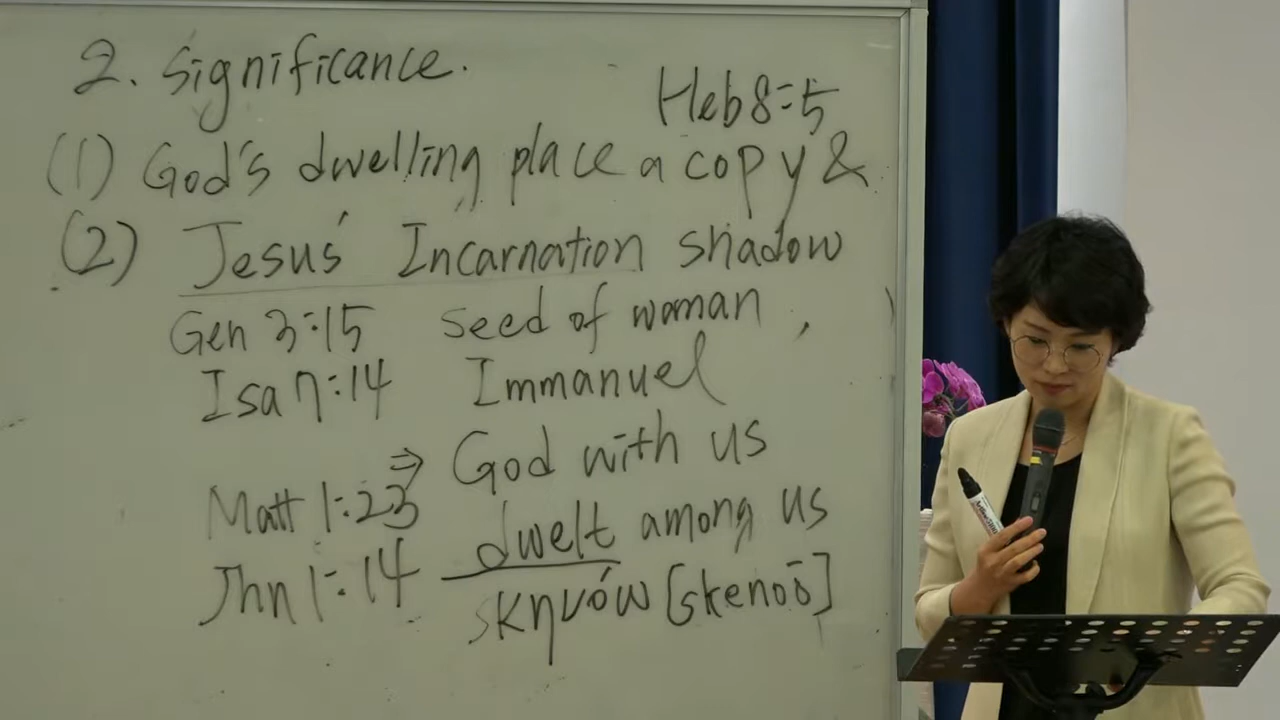 2. Significance.
Heb 8:5
(1) God's dwelling place a copy &
(2) Jesus' Incarnation shadow
Gen 3:15 seed of woman,
Isa 7:14 Immanuel
⇒ God with us
Matt 1:23
dwelt among us
Jhn 1:14
σκηνόω [skenoō]